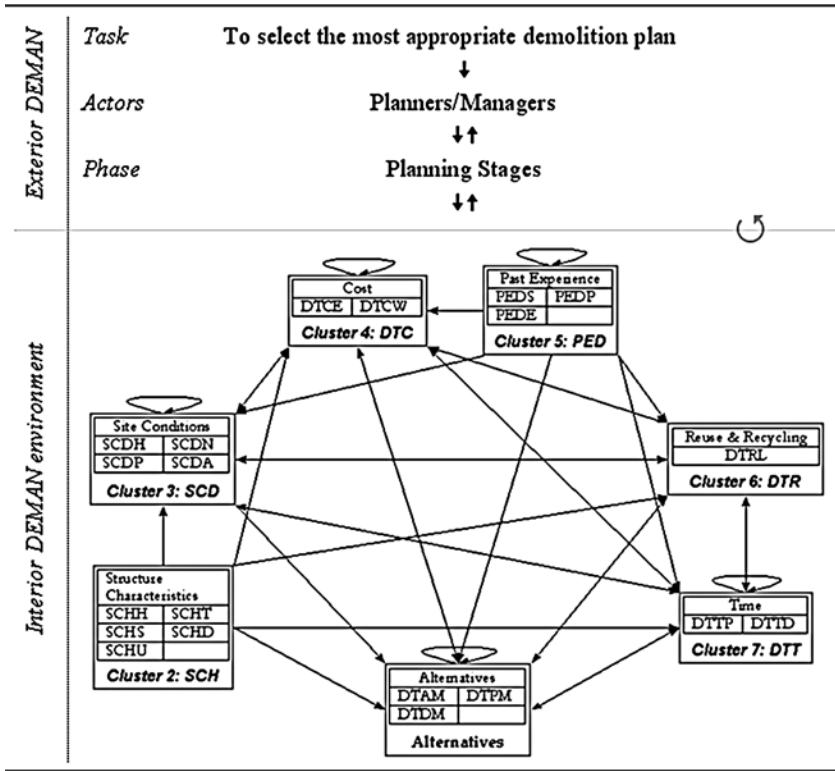 Exterior DEMAN
Task To select the most appropriate demolition plan
Actors Planners/Managers
Phase Planning Stages
Interior DEMAN environment
Cost
DTCE DTCW
Cluster 4: DTC
Past Experience
PEDS PEDP
PEDE
Cluster 5: PED
Site Conditions
SCDH SCDN
SCDP SCDA
Cluster 3: SCD
Reuse & Recycling
DTRL
Cluster 6: DTR
Structure
Characteristics
SCHH SCHT
SCHS SCHD
SCHU
Cluster 2: SCH
Time
DTTP DTTD
Cluster 7: DTT
Alternatives
DTAM DTPM
DTDM
Alternatives